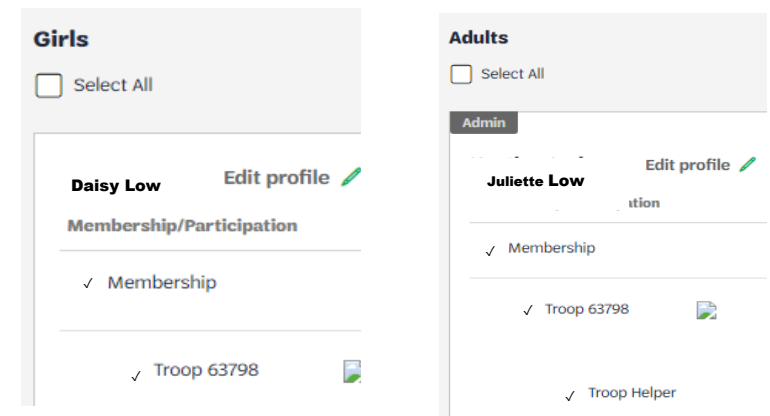 Girls
Select All
Daisy Low
Edit profile
Membership/Participation
Membership
Troop 63798
Adults
Select All
Admin
Edit profile
Juliette Low
Membership
Troop 63798
Troop Helper